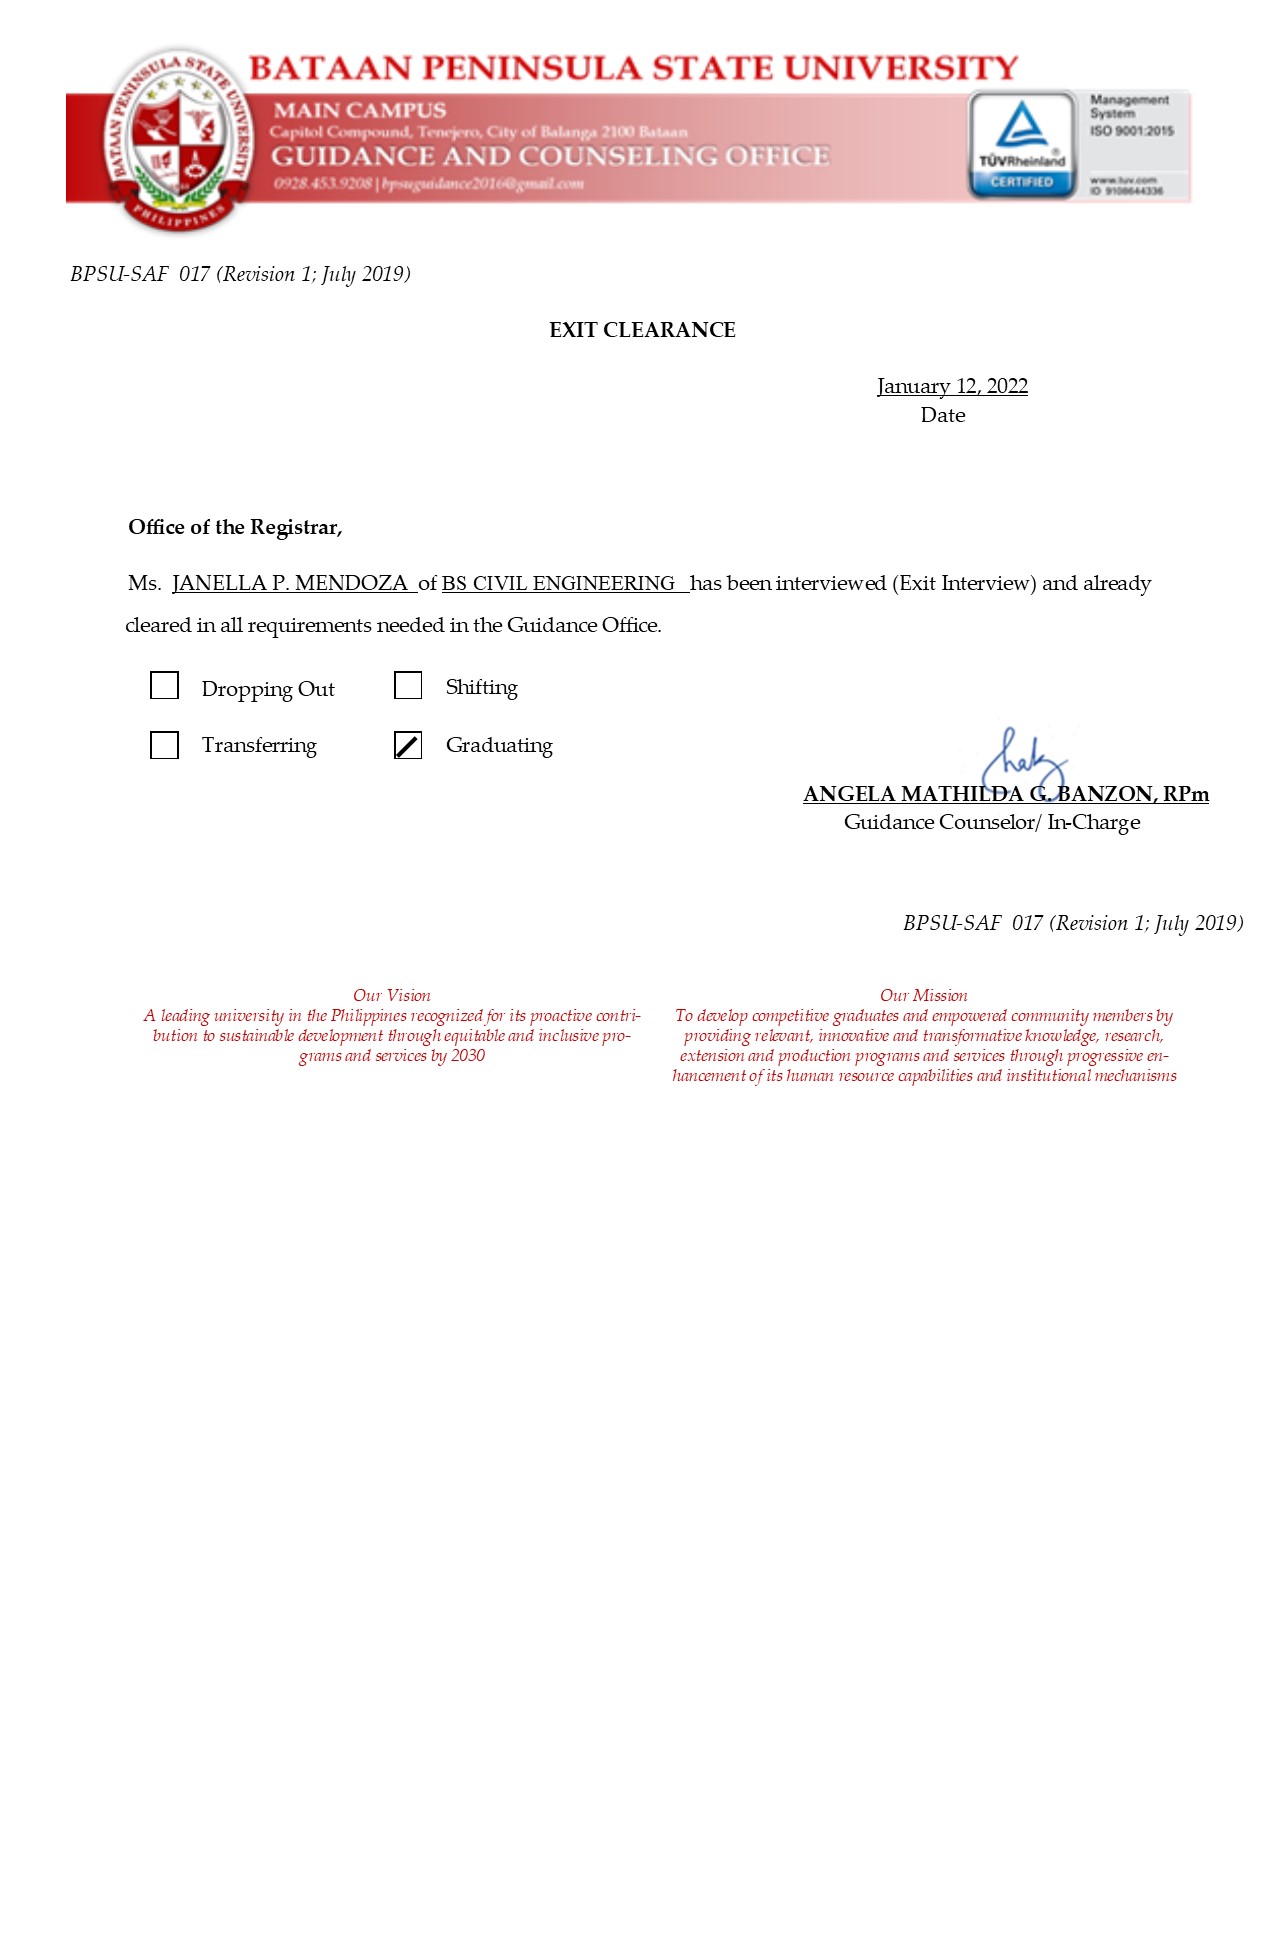 BATAAN PENINSULA STATE UNIVERSITY
MAIN CAMPUS
Capitol Compound, Tenejero, City of Balanga 2100 Bataan
GUIDANCE AND COUNSELING OFFICE
0928.453.9208 | bpsuguidance2016@gmail.com
BATAAN PENINSULA STATE UNIVERSITY
PHILIPPINES
TÜVRheinland®
CERTIFIED
Management
System
ISO 9001:2015
www.tuv.com
ID 9108644336
BPSU-SAF 017 (Revision 1; July 2019)
EXIT CLEARANCE
January 12, 2022
Date
Office of the Registrar,
Ms. JANELLA P. MENDOZA of BS CIVIL ENGINEERING has been interviewed (Exit Interview) and already
cleared in all requirements needed in the Guidance Office.
Dropping Out Shifting
Transferring Graduating
ANGELA MATHILDA G. BANZON, RPm
Guidance Counselor/ In-Charge
BPSU-SAF 017 (Revision 1; July 2019)
Our Vision
A leading university in the Philippines recognized for its proactive contri-
bution to sustainable development through equitable and inclusive pro-
grams and services by 2030
Our Mission
To develop competitive graduates and empowered community members by
providing relevant, innovative and transformative knowledge, research,
extension and production programs and services through progressive en-
hancement of its human resource capabilities and institutional mechanisms